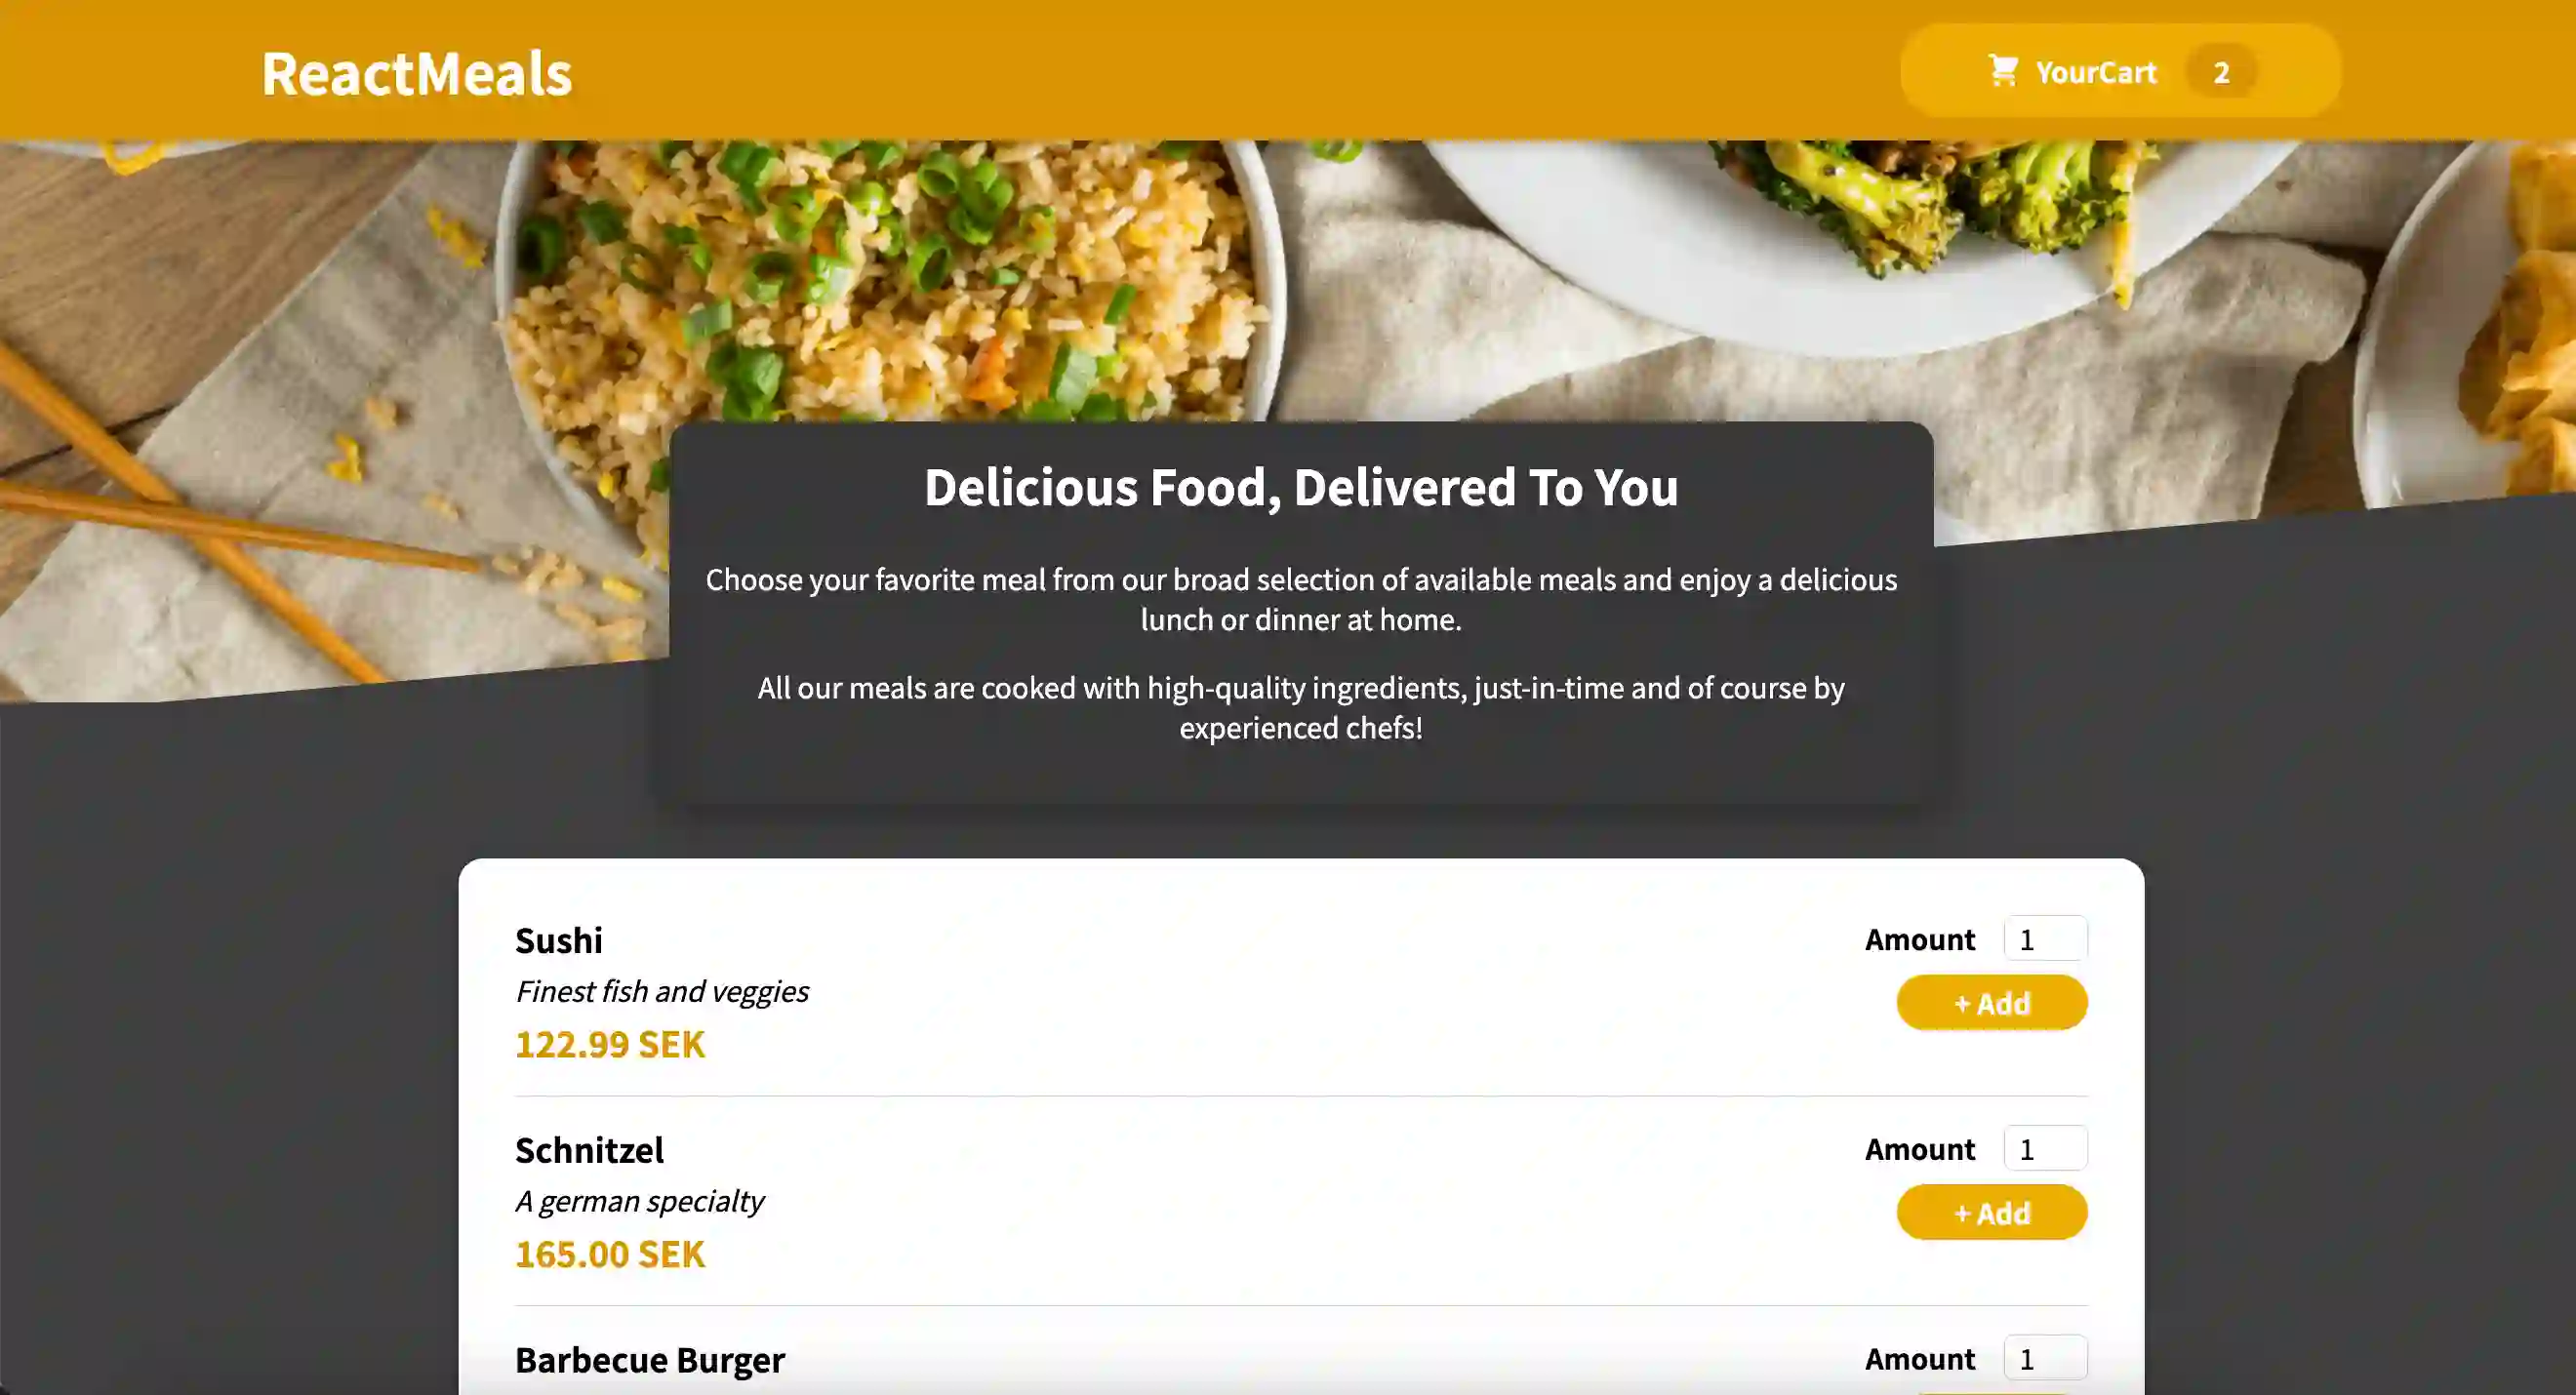 ReactMeals
YourCart 2
Delicious Food, Delivered To You
Choose your favorite meal from our broad selection of available meals and enjoy a delicious
lunch or dinner at home.
All our meals are cooked with high-quality ingredients, just-in-time and of course by
experienced chefs!
Sushi
Amount 1
Finest fish and veggies
+ Add
122.99 SEK
Schnitzel
Amount 1
A german specialty
+ Add
165.00 SEK
Barbecue Burger
Amount 1